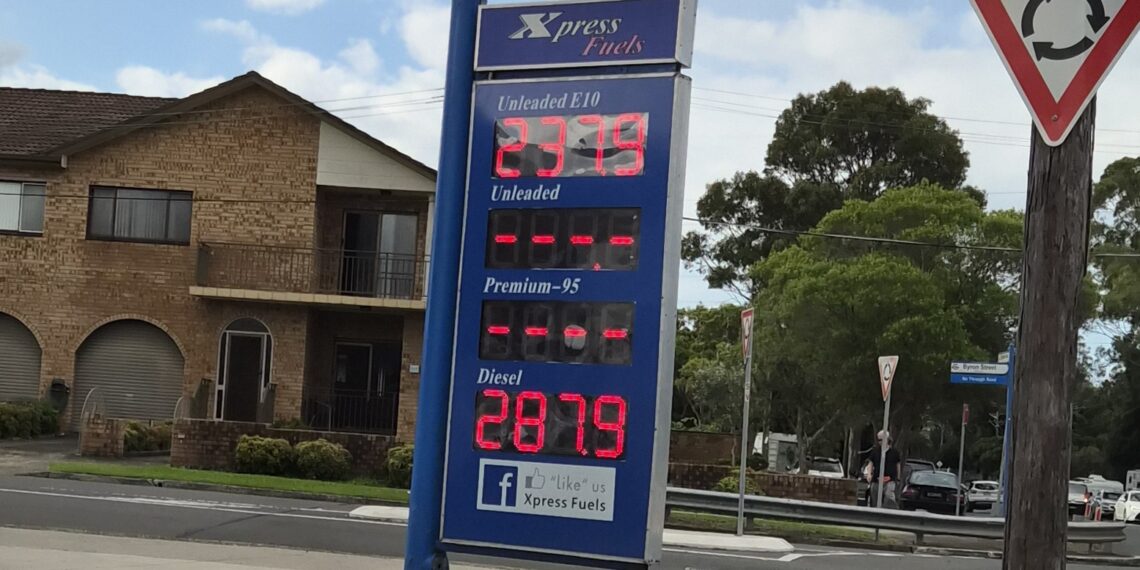 Xpress
Fuels
Unleaded E10
237.9
Unleaded
---.-
Premium-95
----
Diesel
287.9
"Like" us
Xpress Fuels
Byron Street
No Through Road